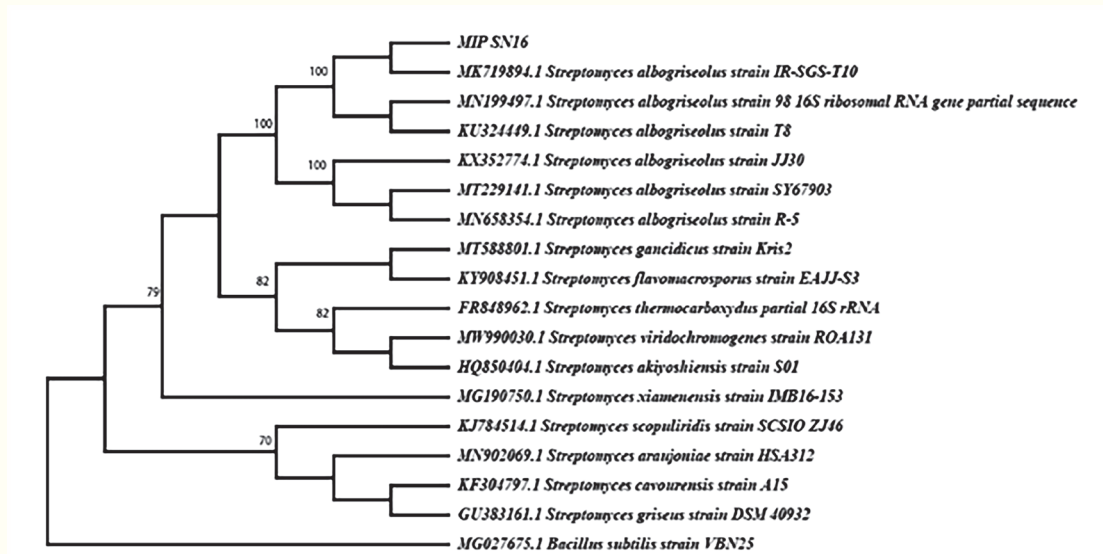 MIP SN16
100
MK719894.1 Streptomyces albogriseolus strain IR-SGS-T10
MN199497.1 Streptomyces albogriseolus strain 98 16S ribosomal RNA gene partial sequence
100
KU324449.1 Streptomyces albogriseolus strain T8
100
KX352774.1 Streptomyces albogriseolus strain JJ30
MT229141.1 Streptomyces albogriseolus strain SY67903
MN658354.1 Streptomyces albogriseolus strain R-5
MT588801.1 Streptomyces gancidicus strain Kris2
82
KY908451.1 Streptomyces flavomacrosporus strain EAJJ-S3
79
82
FR848962.1 Streptomyces thermocarboxydus partial 16S rRNA
MW990030.1 Streptomyces viridochromogenes strain ROA131
HQ850404.1 Streptomyces akiyoshiensis strain S01
MG190750.1 Streptomyces xiamenensis strain IMB16-153
KJ784514.1 Streptomyces scopuliridis strain SCSIO ZJ46
70
MN902069.1 Streptomyces araujoniae strain HSA312
KF304797.1 Streptomyces cavourensis strain A15
GU383161.1 Streptomyces griseus strain DSM 40932
MG027675.1 Bacillus subtilis strain VBN25